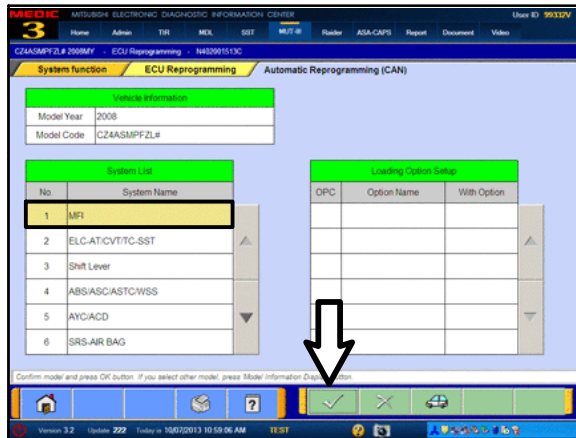 MEDIC MITSUBISHI ELECTRONIC DIAGNOSTIC INFORMATION CENTER User ID 99332V
3 Home Admin TIR MDL SST MUT-III Raider ASA-CAPS Report Document Video
CZ4ASMPFZL# 2008MY - ECU Reprogramming - N402001513C
System function ECU Reprogramming Automatic Reprogramming (CAN)
Vehicle Information
Model Year 2008
Model Code CZ4ASMPFZL#
System List Loading Option Setup
No. System Name OPC Option Name With Option
1 MFI
2 ELC-AT/CVT/TC-SST
3 Shift Lever
4 ABS/ASC/ASTC/WSS
5 AYC/ACD
6 SRS-AIR BAG
Confirm model and press OK button. If you select other model, press 'Model Information Display' button.
?
Version 3.2 Update 222 Today is 10/07/2013 10:59:06 AM TEST